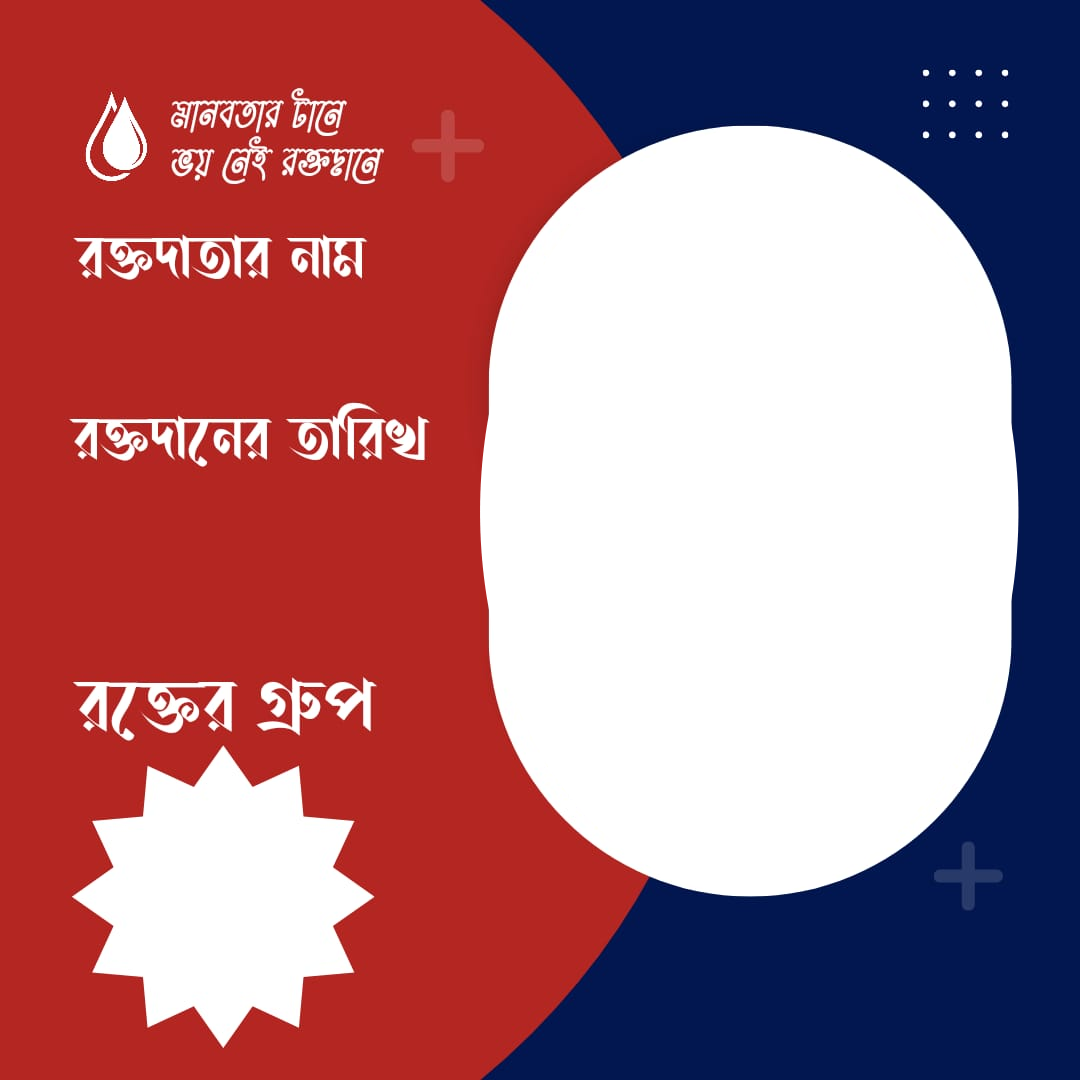 মানবতার টানে
ভয় নেই রক্তদানে
রক্তদাতার নাম
রক্তদানের তারিখ
রক্তের গ্রুপ